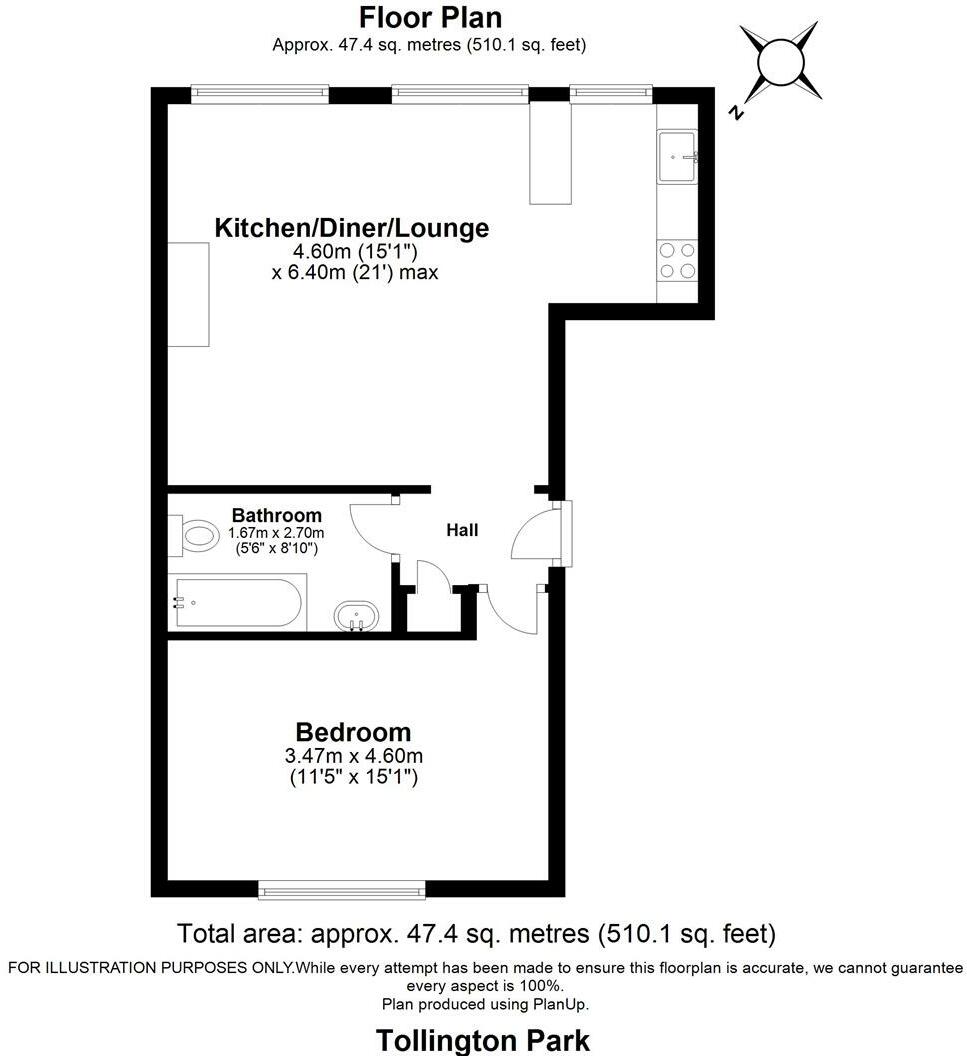 Floor Plan
Approx. 47.4 sq. metres (510.1 sq. feet)
N
Kitchen/Diner/Lounge
4.60m (15'1")
x 6.40m (21') max
Bathroom
1.67m x 2.70m
(5'6" x 8'10")
Hall
Bedroom
3.47m x 4.60m
(11'5" x 15'1")
Total area: approx. 47.4 sq. metres (510.1 sq. feet)
FOR ILLUSTRATION PURPOSES ONLY.While every attempt has been made to ensure this floorplan is accurate, we cannot guarantee
every aspect is 100%.
Plan produced using PlanUp.
Tollington Park